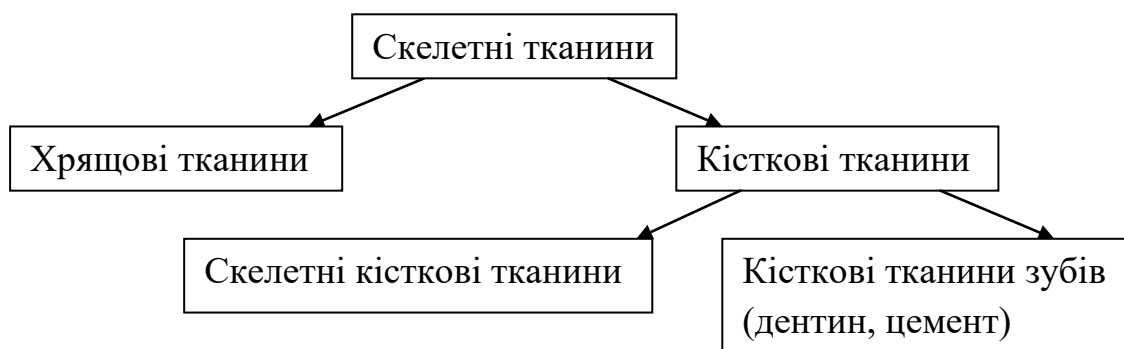 Скелетні тканини
Хрящові тканини
Кісткові тканини
Скелетні кісткові тканини
Кісткові тканини зубів
(дентин, цемент)